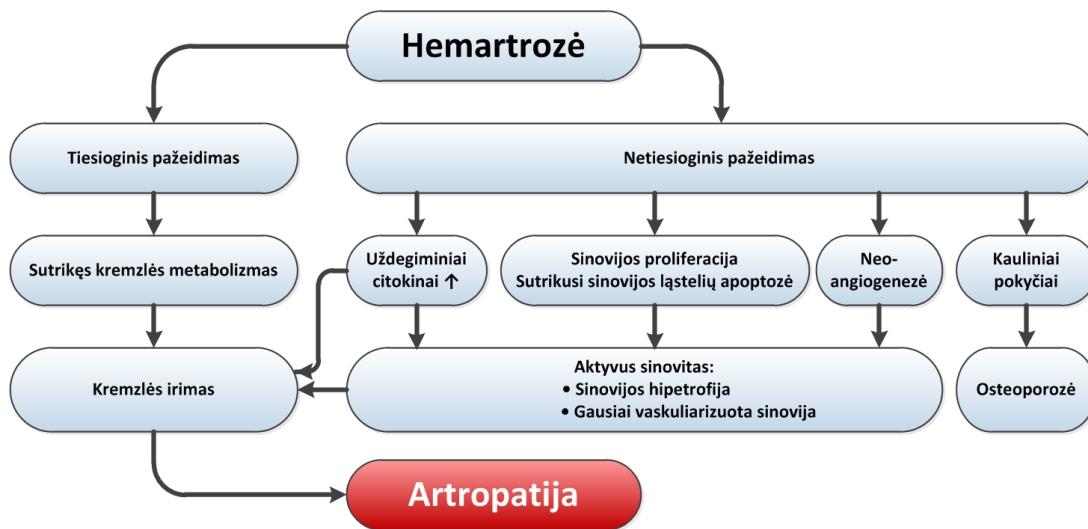 Hemartrozė
Tiesioginis pažeidimas
Netiesioginis pažeidimas
Sutrikęs kremzlės metabolizmas
Uždegiminiai
citokinai ↑
Sinovijos proliferacija
Sutrikusi sinovijos ląstelių apoptozė
Neo-
angiogenezė
Kauliniai
pokyčiai
Kremzlės irimas
Aktyvus sinovitas:
• Sinovijos hipetrofija
• Gausiai vaskuliarizuota sinovija
Osteoporozė
Artropatija